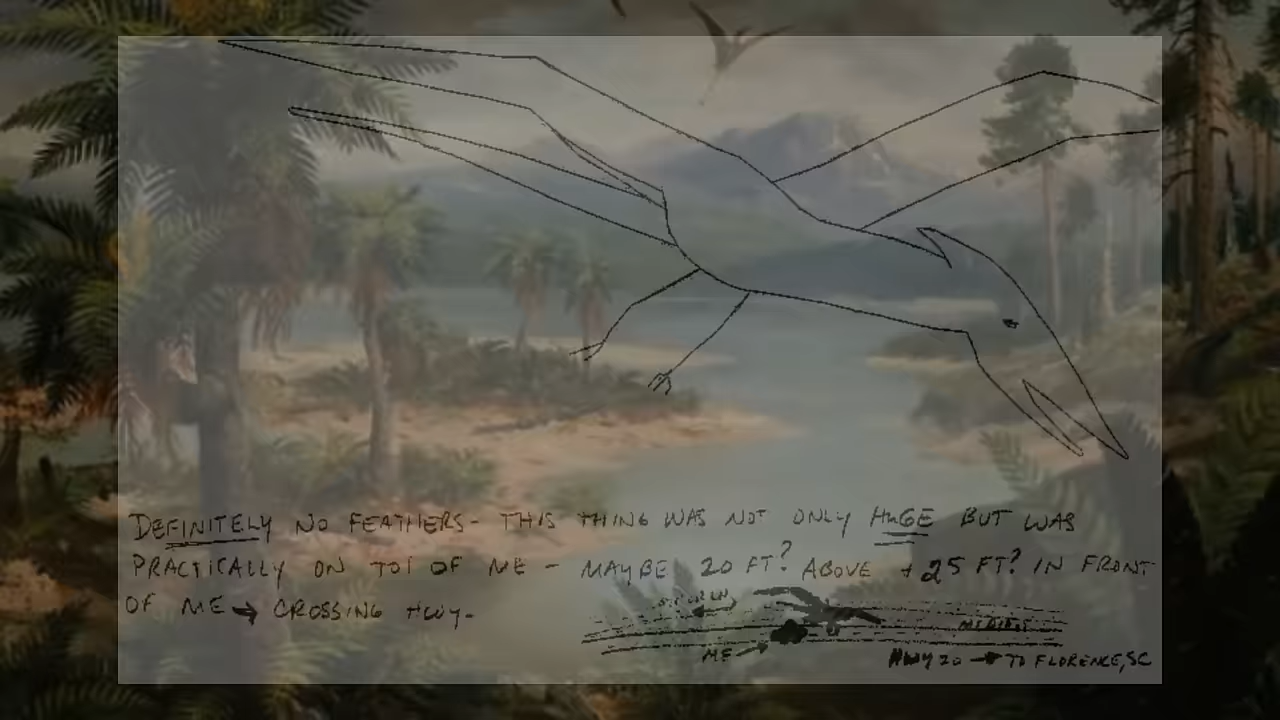 DEFINITELY NO FEATHERS - THIS THING WAS NOT ONLY HUGE BUT WAS
PRACTICALLY ON TOP OF ME - MAYBE 20 FT? ABOVE + 25 FT? IN FRONT
OF ME → CROSSING HWY.
MEDIAN
ME →
HWY 20 → TO FLORENCE, SC